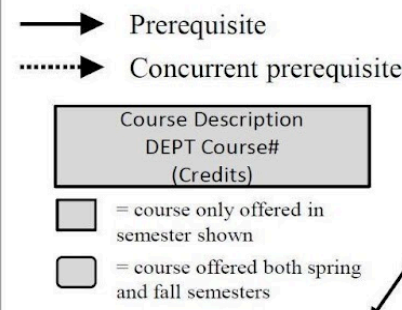 Prerequisite
Concurrent prerequisite
Course Description
DEPT Course#
(Credits)
= course only offered in
semester shown
= course offered both spring
and fall semesters